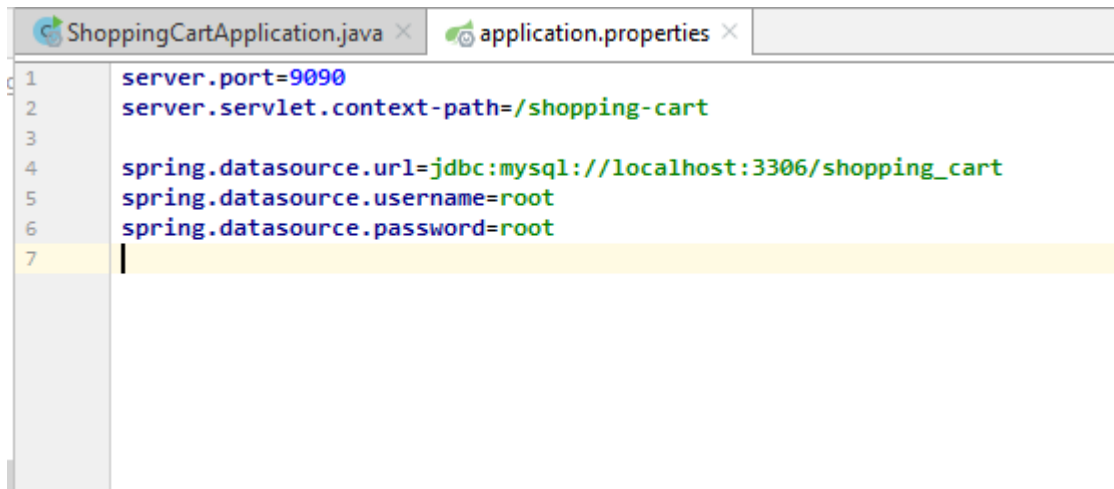 ShoppingCartApplication.java application.properties
1 server.port=9090
2 server.servlet.context-path=/shopping-cart
3
4 spring.datasource.url=jdbc:mysql://localhost:3306/shopping_cart
5 spring.datasource.username=root
6 spring.datasource.password=root
7